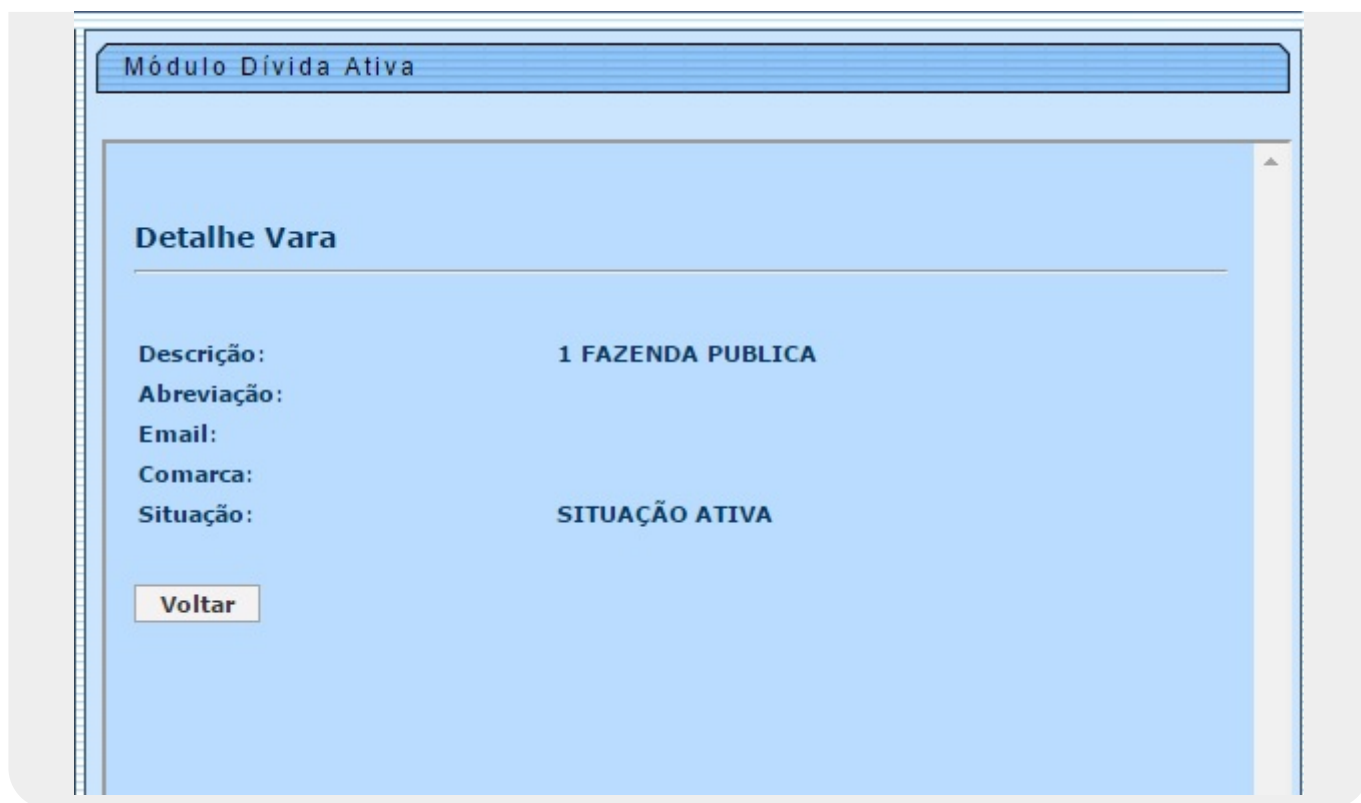 Módulo Dívida Ativa
Detalhe Vara
Descrição: 1 FAZENDA PUBLICA
Abreviação:
Email:
Comarca:
Situação: SITUAÇÃO ATIVA
Voltar